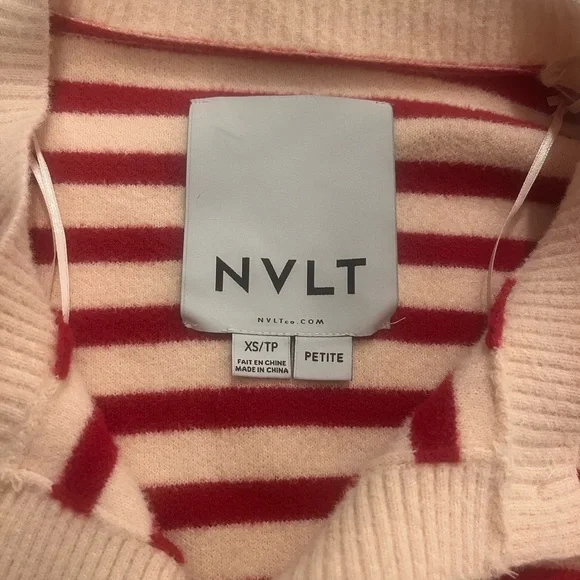 NVLT
NVLTco.COM
XS/TP
FAIT EN CHINE
MADE IN CHINA
PETITE